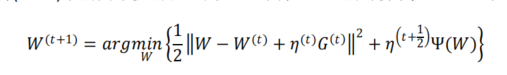 W^{(t+1)} = argmin_W { 1/2 ‖W − W^{(t)} + η^{(t)}G^{(t)}‖^2 + η^{(t+1/2)}Ψ(W) }